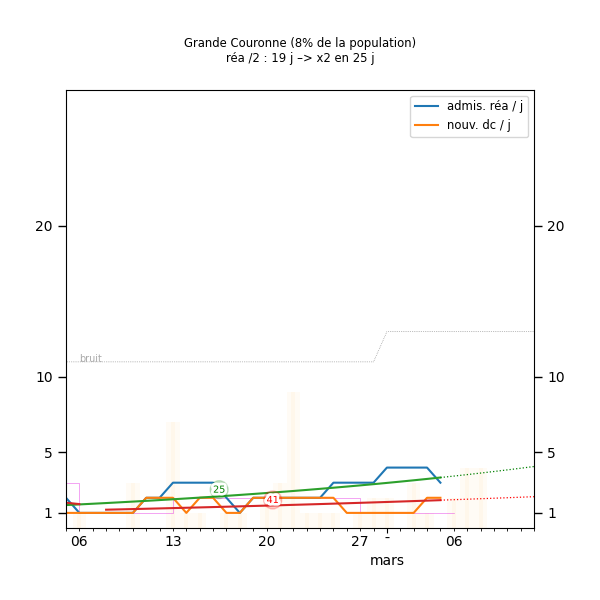 Grande Couronne (8% de la population)
réa /2 : 19 j –> x2 en 25 j
admis. réa / j
nouv. dc / j
20 20
bruit
10 10
5 5
25
41
1 1
06 13 20 27 - 06
mars